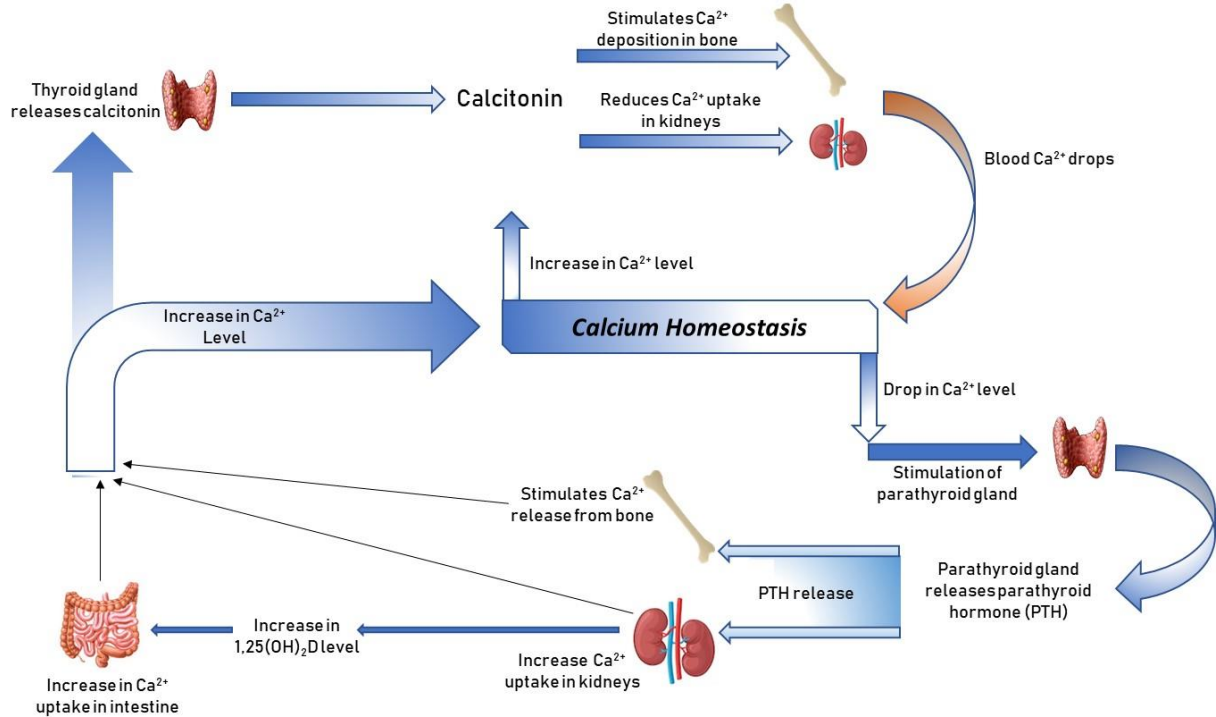 Stimulates Ca²⁺
deposition in bone
Thyroid gland
releases calcitonin
Calcitonin
Reduces Ca²⁺ uptake
in kidneys
Blood Ca²⁺ drops
Increase in Ca²⁺ level
Increase in Ca²⁺
Level
Calcium Homeostasis
Drop in Ca²⁺ level
Stimulation of
parathyroid gland
Stimulates Ca²⁺
release from bone
PTH release
Parathyroid gland
releases parathyroid
hormone (PTH)
Increase in
1,25(OH)₂D level
Increase Ca²⁺
uptake in kidneys
Increase in Ca²⁺
uptake in intestine